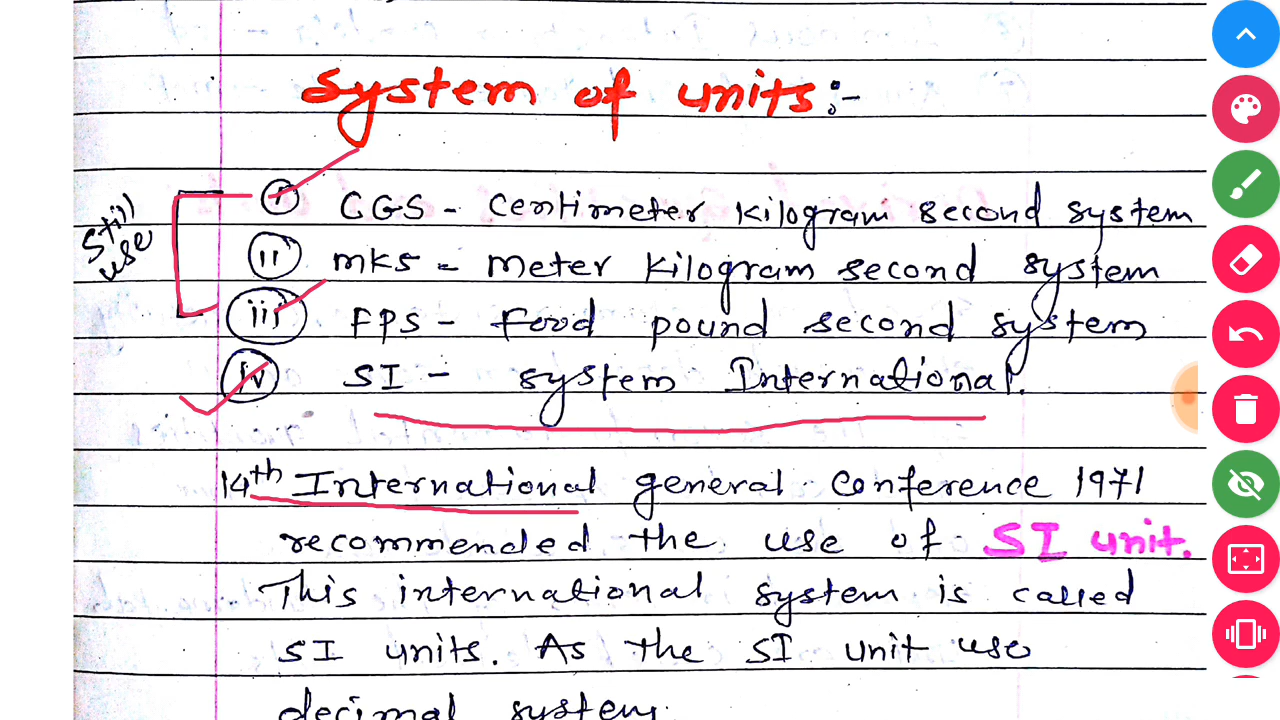 System of units:-
Still use
(i) CGS - Centimeter kilogram second system
(ii) mks - Meter kilogram second system
(iii) FPS - Food pound second system
(iv) SI - system International.
14th International general Conference 1971
recommended the use of SI unit.
This international system is called
SI units. As the SI unit use
decimal system.